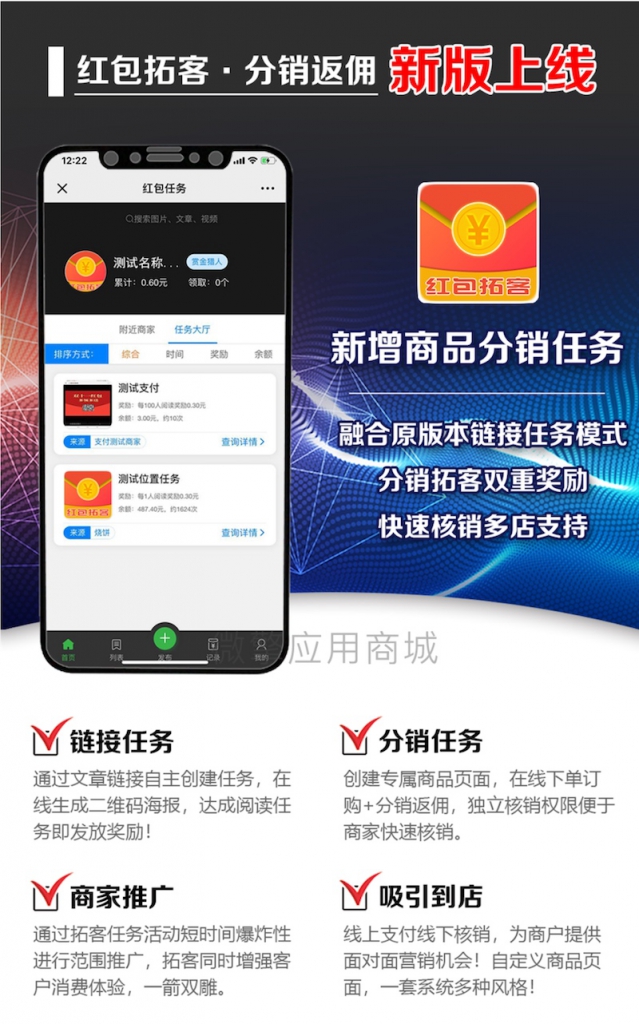 红包拓客·分销返佣 新版上线
12:22
红包任务
搜索图片、文章、视频
测试名称... 赏金猎人
累计：0.60元 领取：0个
附近商家 任务大厅
排序方式： 综合 时间 奖励 余额
测试支付
奖励：每100人阅读奖励0.30元
余额：3.00元，约10次
来源 支付测试商家 查询详情
测试位置任务
奖励：每1人阅读奖励0.30元
余额：487.40元，约1624次
红包拓客
来源 烧饼 查询详情
首页 列表 发布 记录 我的
红包拓客
新增商品分销任务
融合原版本链接任务模式
分销拓客双重奖励
快速核销多店支持
应用商城
链接任务
通过文章链接自主创建任务，在
线生成二维码海报，达成阅读任
务即发放奖励！
分销任务
创建专属商品页面，在线下单订
购+分销返佣，独立核销权限便于
商家快速核销。
商家推广
通过拓客任务活动短时间爆炸性
进行范围推广，拓客同时增强客
户消费体验，一箭双雕。
吸引到店
线上支付线下核销，为商户提供
面对面营销机会！自定义商品页
面，一套系统多种风格！